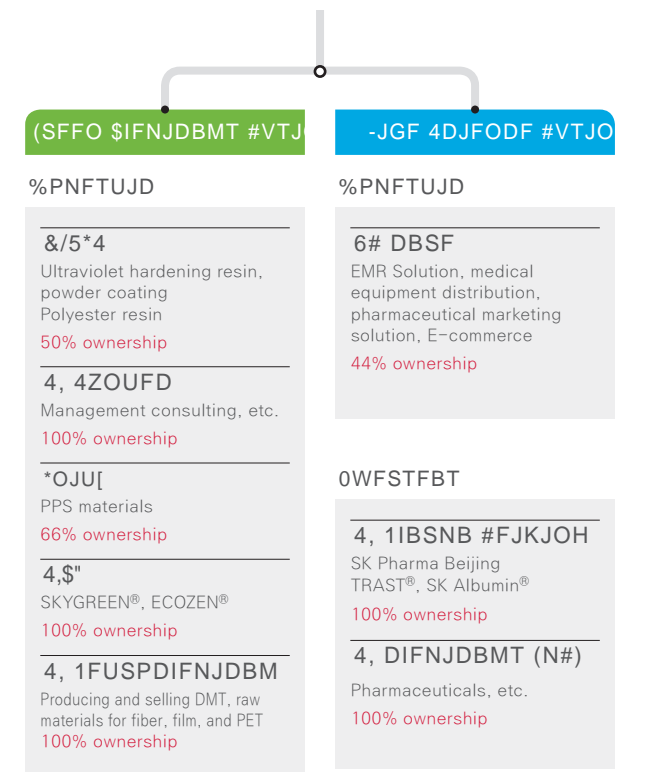 (SFFO $IFNJDBMT #VTJ
%PNFTUJD
&/5*4
Ultraviolet hardening resin,
powder coating
Polyester resin
50% ownership
4, 4ZOUFD
Management consulting, etc.
100% ownership
*OJU[
PPS materials
66% ownership
4,$"
SKYGREEN®, ECOZEN®
100% ownership
4, 1FUSPDIFNJDBM
Producing and selling DMT, raw
materials for fiber, film, and PET
100% ownership
-JGF 4DJFODF #VTJO
%PNFTUJD
6# DBSF
EMR Solution, medical
equipment distribution,
pharmaceutical marketing
solution, E-commerce
44% ownership
0WFSTFBT
4, 1IBSNB #FJKJOH
SK Pharma Beijing
TRAST®, SK Albumin®
100% ownership
4, DIFNJDBMT (N#)
Pharmaceuticals, etc.
100% ownership